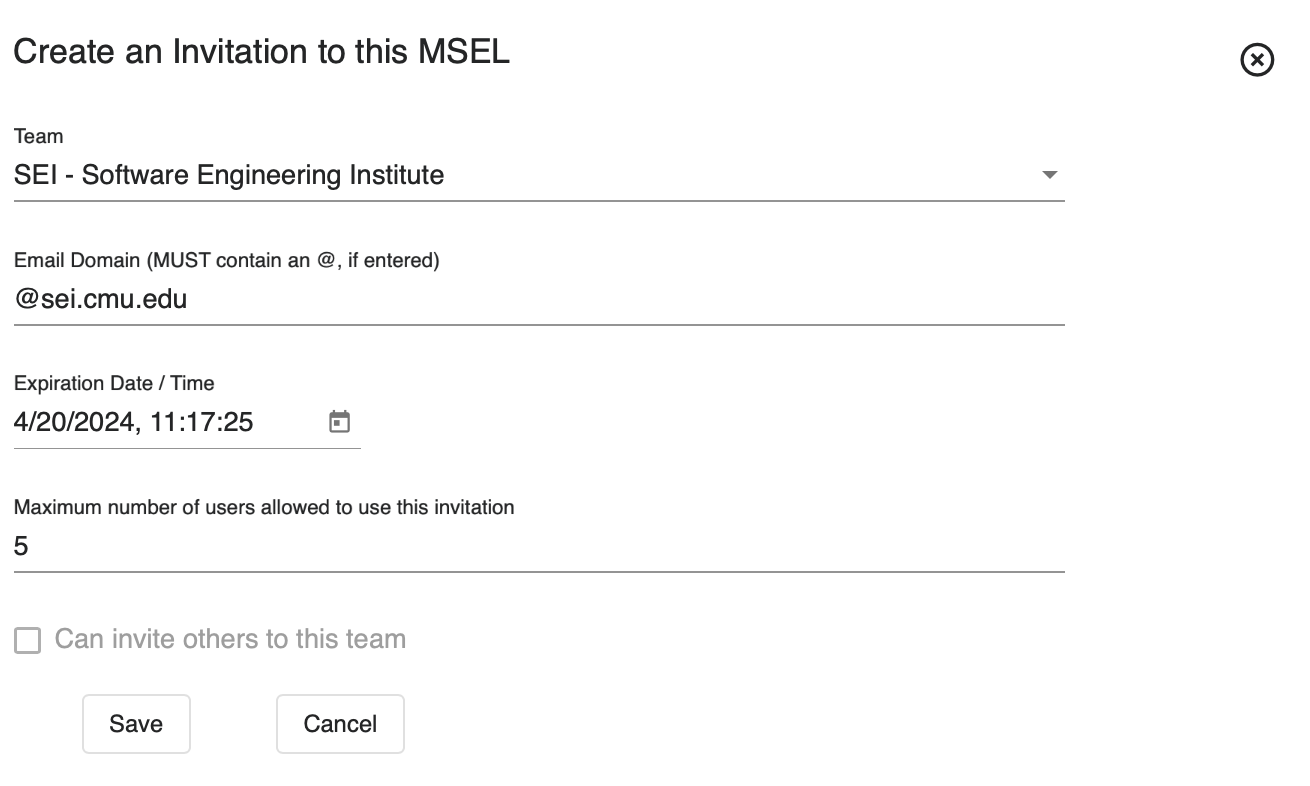 Create an Invitation to this MSEL
Team
SEI - Software Engineering Institute
Email Domain (MUST contain an @, if entered)
@sei.cmu.edu
Expiration Date / Time
4/20/2024, 11:17:25
Maximum number of users allowed to use this invitation
5
Can invite others to this team
Save Cancel